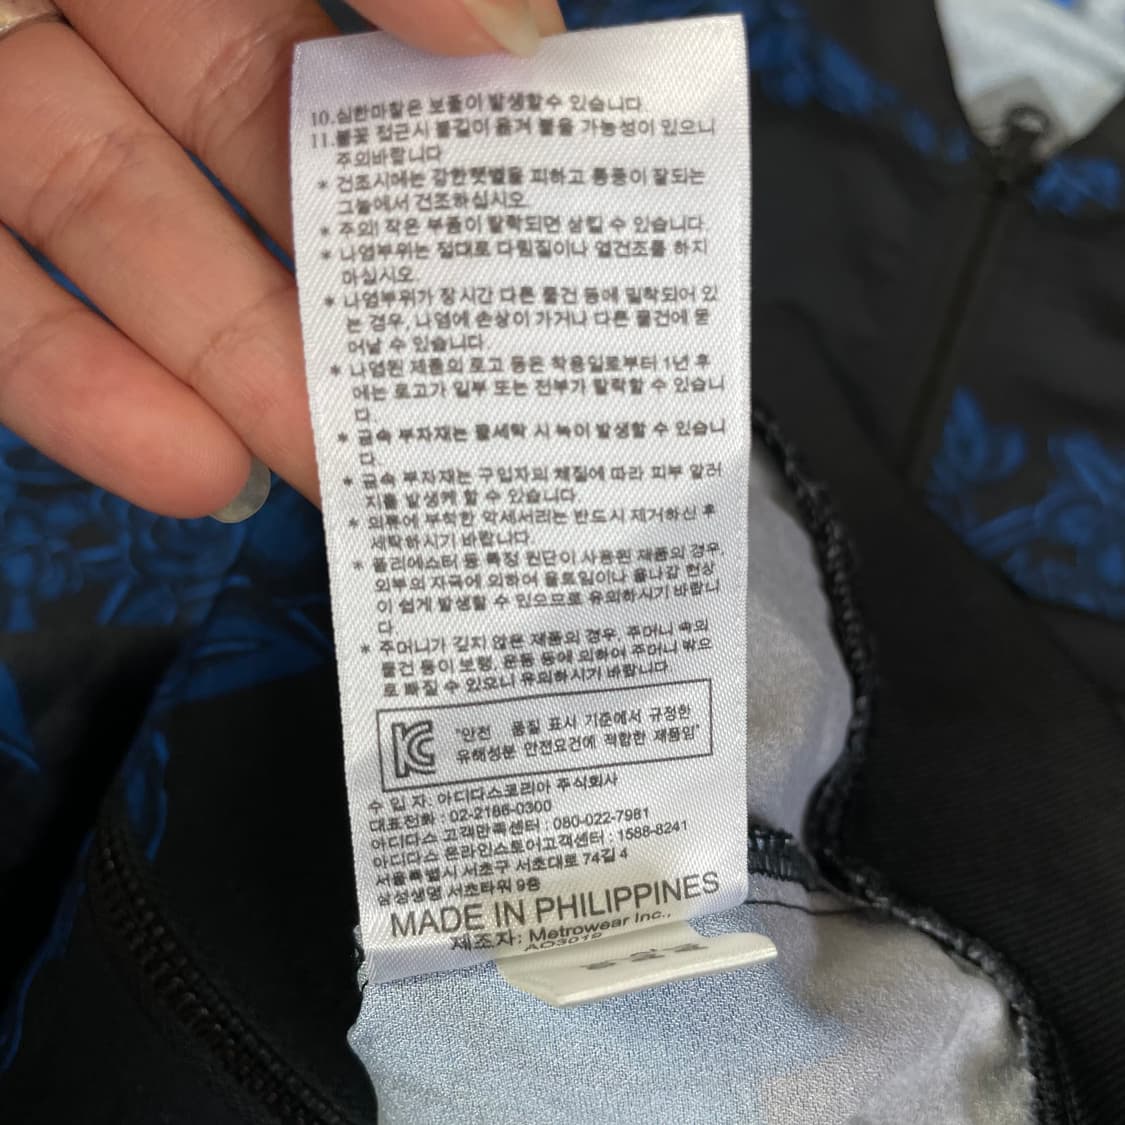 10.심한마찰은 보풀이 발생할수 있습니다.
11.불꽃 접근시 불길이 옮겨 붙을 가능성이 있으니
주의바랍니다
* 건조시에는 강한햇볕을 피하고 통풍이 잘되는
그늘에서 건조하십시오
* 주의! 작은 부품이 탈락되면 삼킬 수 있습니다.
* 나염부위는 절대로 다림질이나 열건조를 하지
마십시오.
* 나염부위가 장시간 다른 물건 등에 밀착되어 있
는 경우, 나염에 손상이 가거나 다른 물건에 묻
어날 수 있습니다
* 나염된 제품의 로고 등은 착용일로부터 1년 후
에는 로고가 일부 또는 전부가 탈락할 수 있습니
다.
* 금속 부자재는 물세탁 시 녹이 발생할 수 있습니
다.
* 금속 부자재는 구입자의 체질에 따라 피부 알러
지를 발생케 할 수 있습니다.
* 의류에 부착한 악세서리는 반드시 제거하신 후
세탁하시기 바랍니다.
* 폴리에스터 등 특정 원단이 사용된 제품의 경우,
외부의 자극에 의하여 올트임이나 올나감 현상
이 쉽게 발생할 수 있으므로 유의하시기 바랍니
다.
* 주머니가 깊지 않은 제품의 경우, 주머니 속의
물건 등이 보행, 운동 등에 의하여 주머니 밖으
로 빠질 수 있으니 유의하시기 바랍니다.
KC "안전 품질 표시 기준에서 규정한
유해성분 안전요건에 적합한 제품임"
수 입 자: 아디다스코리아 주식회사
대표전화 : 02-2186-0300
아디다스 고객만족센터 : 080-022-7981
아디다스 온라인스토어고객센터 : 1588-8241
서울특별시 서초구 서초대로 74길 4
삼성생명 서초타워 9층
MADE IN PHILIPPINES
제조자: Metrowear Inc.,